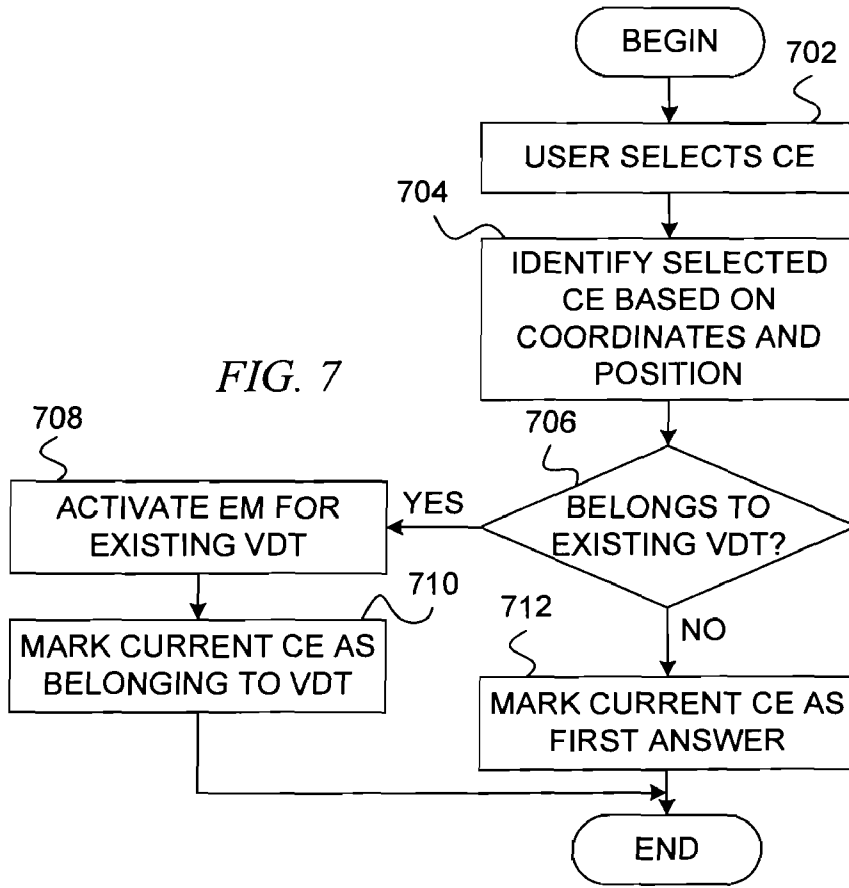 BEGIN
702
USER SELECTS CE
704
IDENTIFY SELECTED
CE BASED ON
COORDINATES AND
POSITION
FIG. 7
706
BELONGS TO
EXISTING VDT?
YES
708
ACTIVATE EM FOR
EXISTING VDT
710
MARK CURRENT CE AS
BELONGING TO VDT
NO
712
MARK CURRENT CE AS
FIRST ANSWER
END